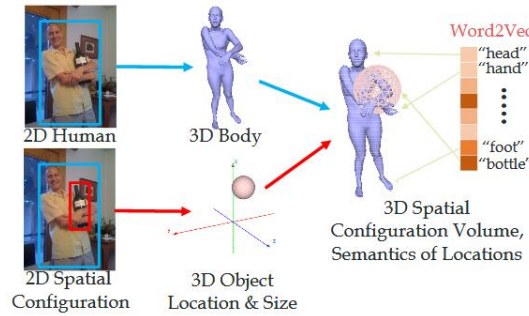 Word2Vec
“head”
“hand”
“foot”
“bottle”
2D Human
3D Body
2D Spatial
Configuration
3D Object
Location & Size
3D Spatial
Configuration Volume,
Semantics of Locations